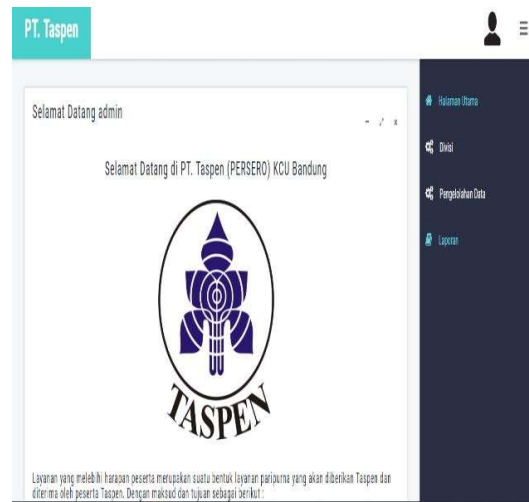 PT. Taspen
Selamat Datang admin
Selamat Datang di PT. Taspen (PERSERO) KCU Bandung
TASPEN
Layanan yang melebihi harapan peserta merupakan suatu bentuk layanan paripurna yang akan diberikan Taspen dan
diterima oleh peserta Taspen. Dengan maksud dan tujuan sebagai berikut :
Halaman Utama
Divisi
Pengelolahan Data
Laporan